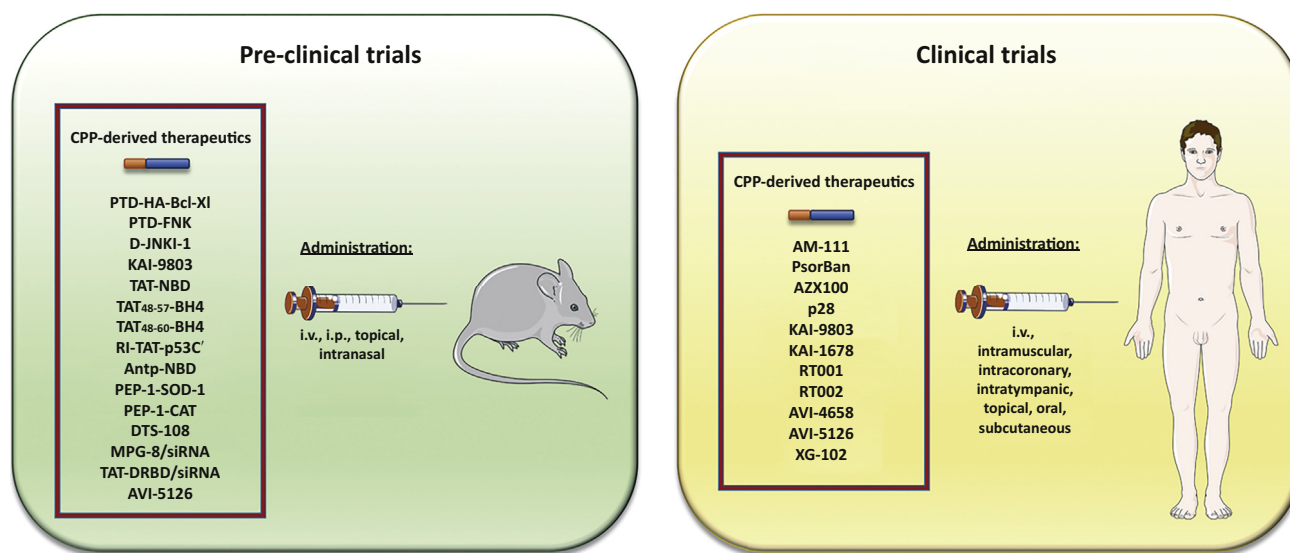 Pre-clinical trials
CPP-derived therapeutics
PTD-HA-Bcl-Xl
PTD-FNK
D-JNKI-1
KAI-9803
TAT-NBD
TAT48-57-BH4
TAT48-60-BH4
RI-TAT-p53C′
Antp-NBD
PEP-1-SOD-1
PEP-1-CAT
DTS-108
MPG-8/siRNA
TAT-DRBD/siRNA
AVI-5126
Administration:
i.v., i.p., topical,
intranasal
Clinical trials
CPP-derived therapeutics
AM-111
PsorBan
AZX100
p28
KAI-9803
KAI-1678
RT001
RT002
AVI-4658
AVI-5126
XG-102
Administration:
i.v.,
intramuscular,
intracoronary,
intratympanic,
topical, oral,
subcutaneous